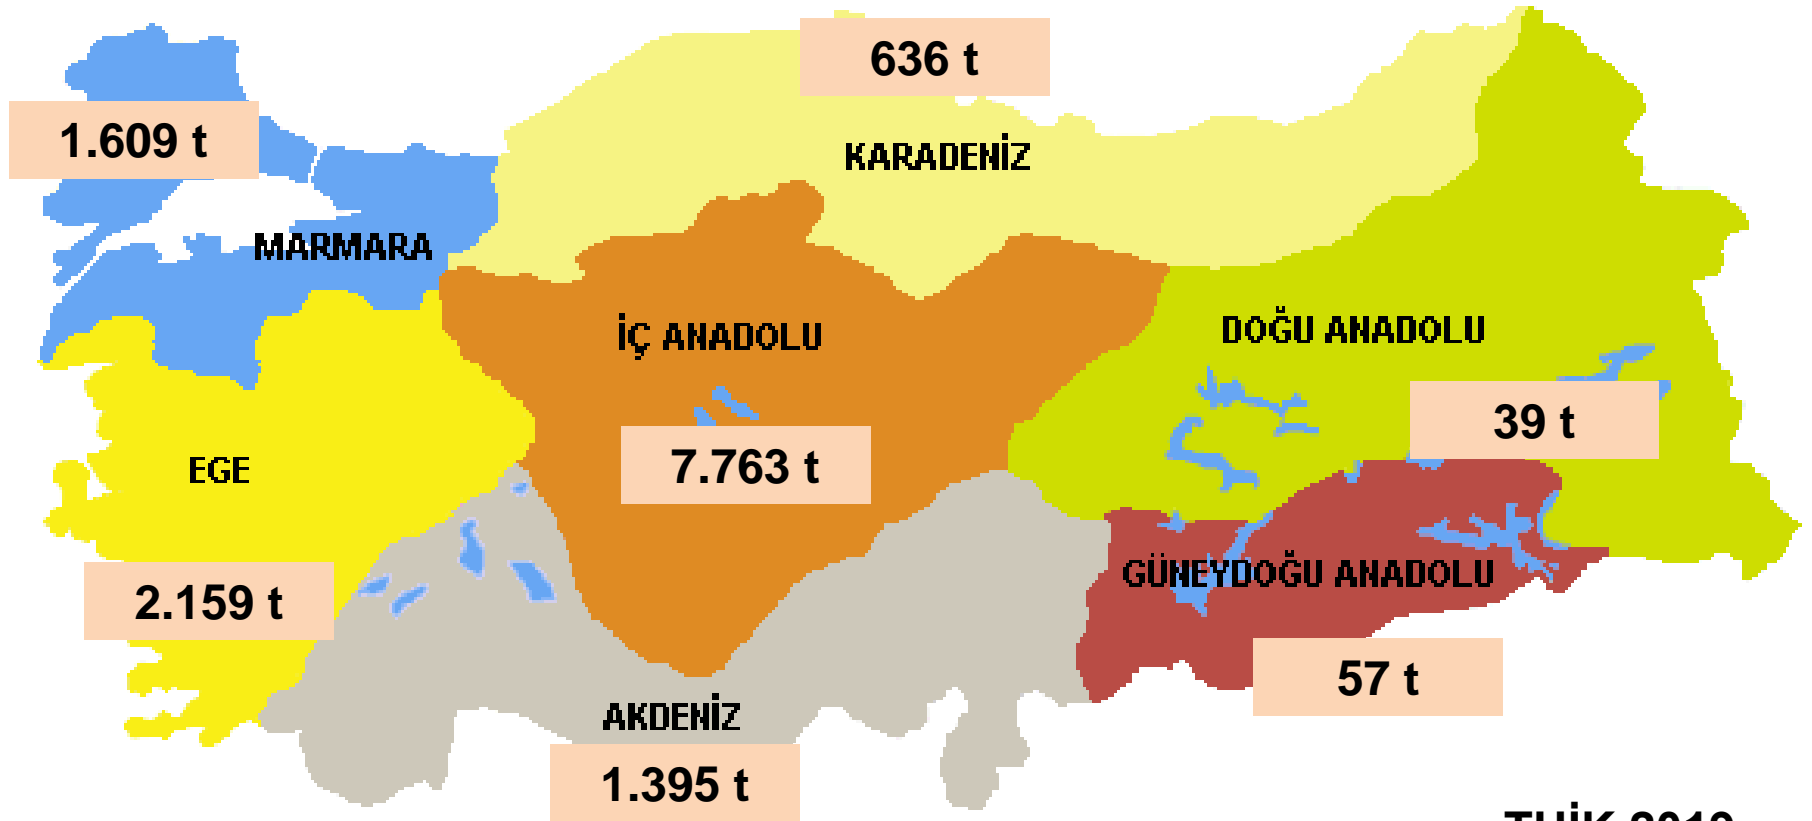 636 t
1.609 t
KARADENİZ
MARMARA
İÇ ANADOLU
DOĞU ANADOLU
39 t
EGE
7.763 t
GÜNEYDOĞU ANADOLU
2.159 t
57 t
AKDENİZ
1.395 t